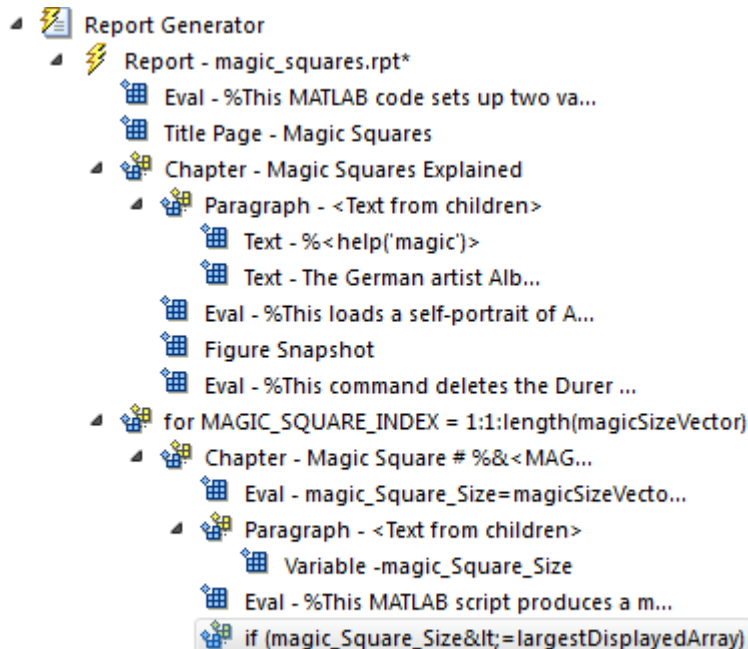 Report Generator
Report - magic_squares.rpt*
Eval - %This MATLAB code sets up two va...
Title Page - Magic Squares
Chapter - Magic Squares Explained
Paragraph - <Text from children>
Text - %<help('magic')>
Text - The German artist Alb...
Eval - %This loads a self-portrait of A...
Figure Snapshot
Eval - %This command deletes the Durer ...
for MAGIC_SQUARE_INDEX = 1:1:length(magicSizeVector)
Chapter - Magic Square # %&<MAG...
Eval - magic_Square_Size=magicSizeVecto...
Paragraph - <Text from children>
Variable -magic_Square_Size
Eval - %This MATLAB script produces a m...
if (magic_Square_Size&lt;=largestDisplayedArray)